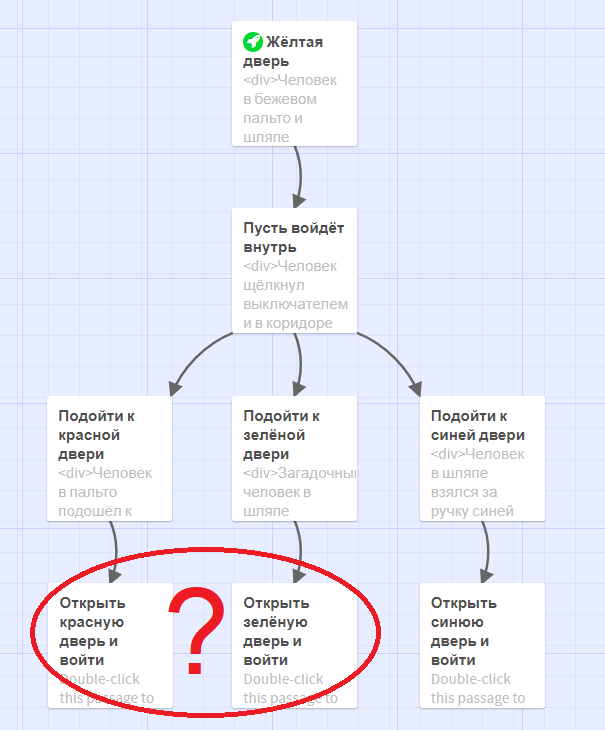 Жёлтая
дверь
<div>Человек
в бежевом
пальто и
шляпе
Пусть войдёт
внутрь
<div>Человек
щёлкнул
выключателем
и в коридоре
Подойти к
красной
двери
<div>Человек
в пальто
подошёл к
Подойти к
зелёной
двери
<div>Загадочный
человек в
шляпе
Подойти к
синей двери
<div>Человек
в шляпе
взялся за
ручку синей
Открыть
красную
дверь и
войти
Double-click
this passage to
?
Открыть
зелёную
дверь и
войти
Double-click
this passage to
Открыть
синюю
дверь и
войти
Double-click
this passage to